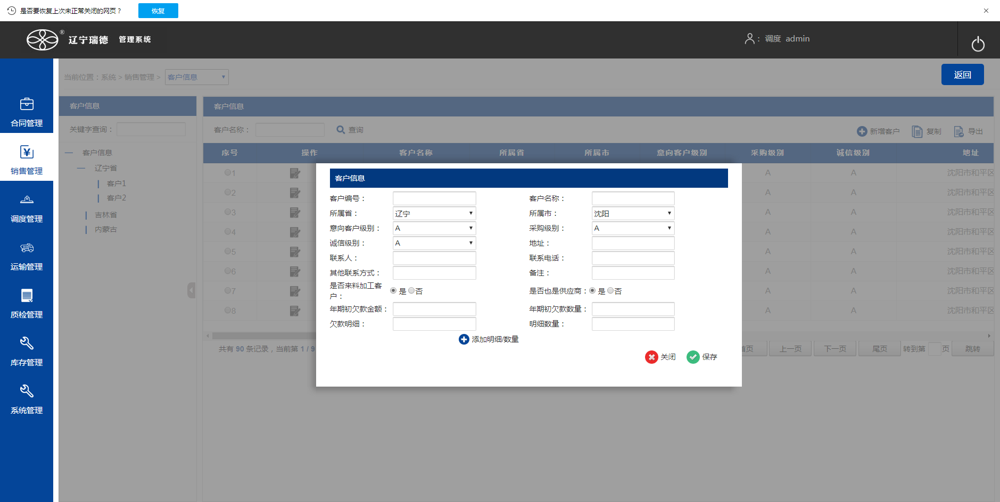 是否要恢复上次未正常关闭的网页？ 恢复
® 辽宁瑞德 管理系统 ：调度 admin
当前位置：系统 > 销售管理 > 客户信息 返回
合同管理
销售管理
调度管理
运输管理
质检管理
库存管理
系统管理
客户信息
关键字查询：
客户信息
辽宁省
客户1
客户2
吉林省
内蒙古
客户信息
客户名称： 查询 新增客户 复制 导出
序号 操作 客户名称 所属省 所属市 意向客户级别 采购级别 诚信级别 地址
1 A A 沈阳市和平区
2 A A 沈阳市和平区
3 A A 沈阳市和平区
4 A A 沈阳市和平区
5 A A 沈阳市和平区
6 A A 沈阳市和平区
7 A A 沈阳市和平区
8 A A 沈阳市和平区
共有 90 条记录，当前第 1 / 9 页 上一页 下一页 尾页 转到第 页 跳转
客户信息
客户编号： 客户名称：
所属省： 辽宁 所属市： 沈阳
意向客户级别： A 采购级别： A
诚信级别： A 地址：
联系人： 联系电话：
其他联系方式： 备注：
是否来料加工客
户： 是 否 是否也是供应商： 是 否
年期初欠款金额： 年期初欠款数量：
欠款明细： 明细数量：
添加明细/数量
关闭 保存